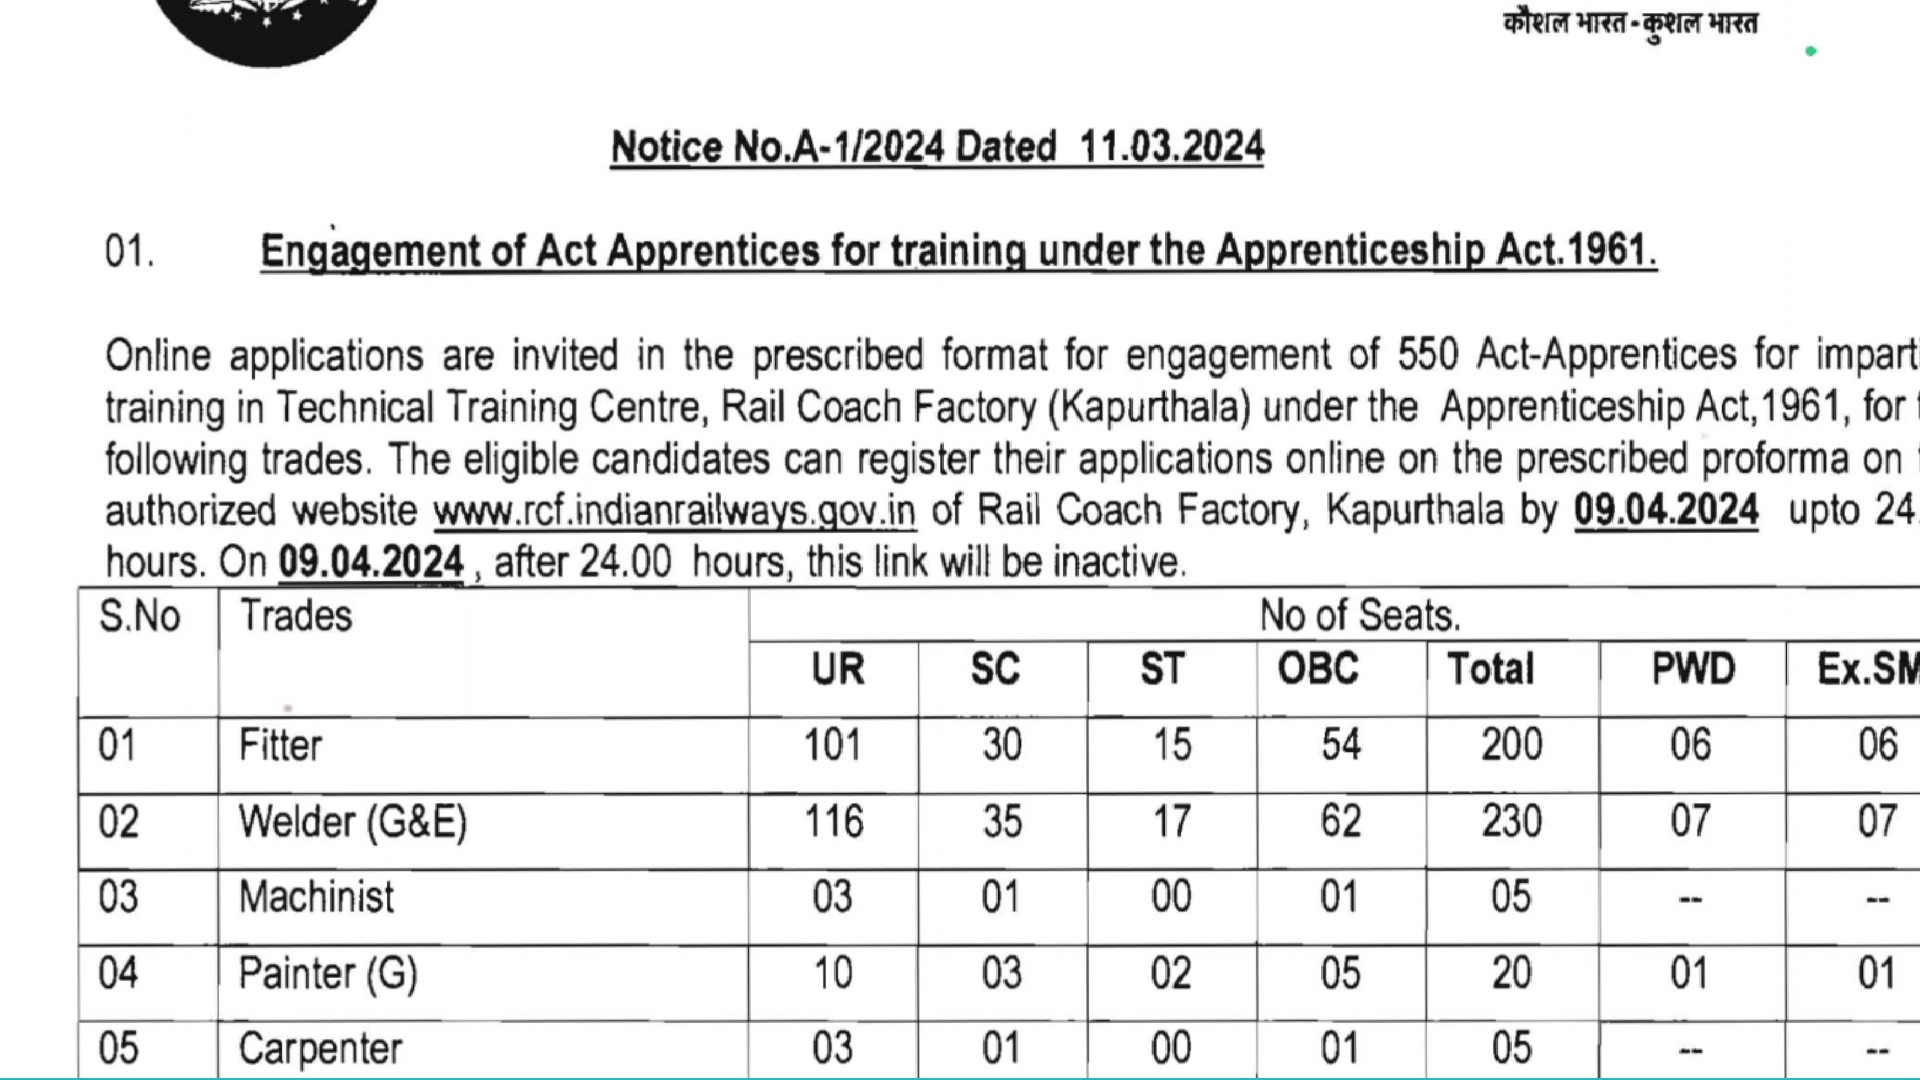 कौशल भारत-कुशल भारत
Notice No.A-1/2024 Dated 11.03.2024
01. Engagement of Act Apprentices for training under the Apprenticeship Act.1961.
Online applications are invited in the prescribed format for engagement of 550 Act-Apprentices for imparti
training in Technical Training Centre, Rail Coach Factory (Kapurthala) under the Apprenticeship Act,1961, for
following trades. The eligible candidates can register their applications online on the prescribed proforma on
authorized website www.rcf.indianrailways.gov.in of Rail Coach Factory, Kapurthala by 09.04.2024 upto 24.
hours. On 09.04.2024 , after 24.00 hours, this link will be inactive.
S.No Trades No of Seats.
UR SC ST OBC Total PWD Ex.SM
01 Fitter 101 30 15 54 200 06 06
02 Welder (G&E) 116 35 17 62 230 07 07
03 Machinist 03 01 00 01 05 -- --
04 Painter (G) 10 03 02 05 20 01 01
05 Carpenter 03 01 00 01 05 -- --